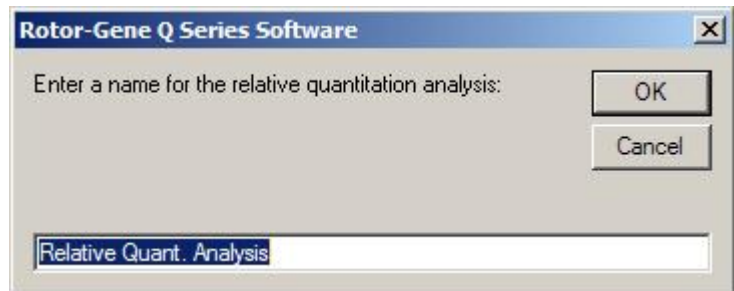 Rotor-Gene Q Series Software
Enter a name for the relative quantitation analysis:
OK
Cancel
Relative Quant. Analysis